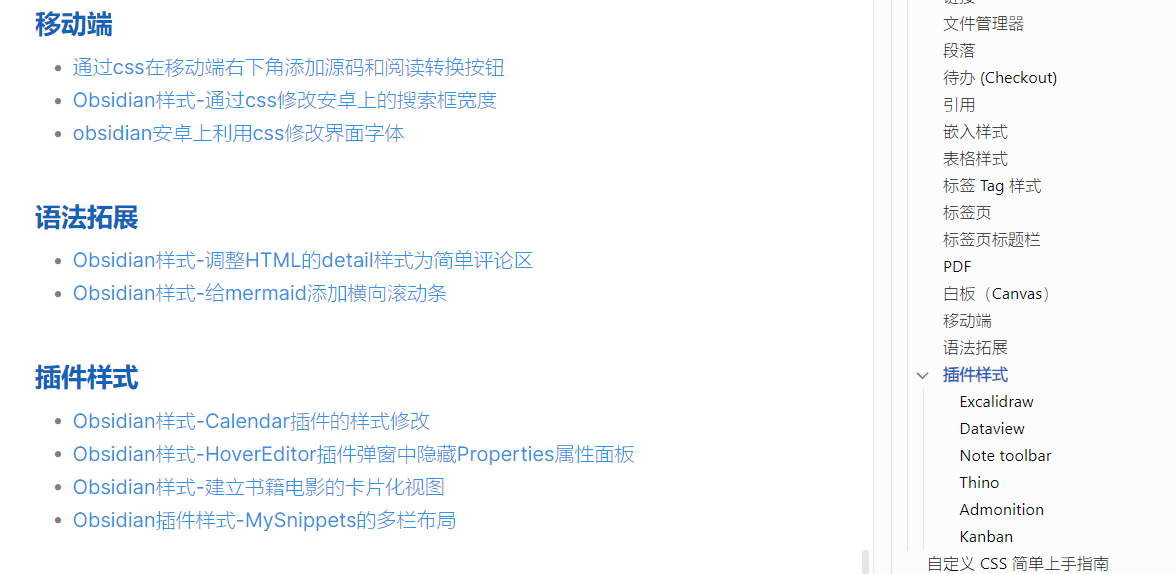 移动端
通过css在移动端右下角添加源码和阅读转换按钮
Obsidian样式-通过css修改安卓上的搜索框宽度
obsidian安卓上利用css修改界面字体
语法拓展
Obsidian样式-调整HTML的detail样式为简单评论区
Obsidian样式-给mermaid添加横向滚动条
插件样式
Obsidian样式-Calendar插件的样式修改
Obsidian样式-HoverEditor插件弹窗中隐藏Properties属性面板
Obsidian样式-建立书籍电影的卡片化视图
Obsidian插件样式-MySnippets的多栏布局
链接
文件管理器
段落
待办 (Checkout)
引用
嵌入样式
表格样式
标签 Tag 样式
标签页
标签页标题栏
PDF
白板（Canvas）
移动端
语法拓展
插件样式
Excalidraw
Dataview
Note toolbar
Thino
Admonition
Kanban
自定义 CSS 简单上手指南